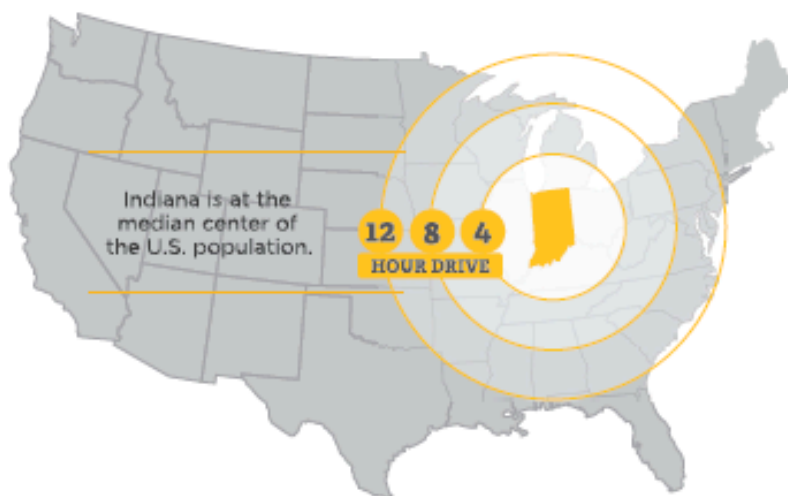 Indiana is at the
median center of
the U.S. population.
12 8 4
HOUR DRIVE